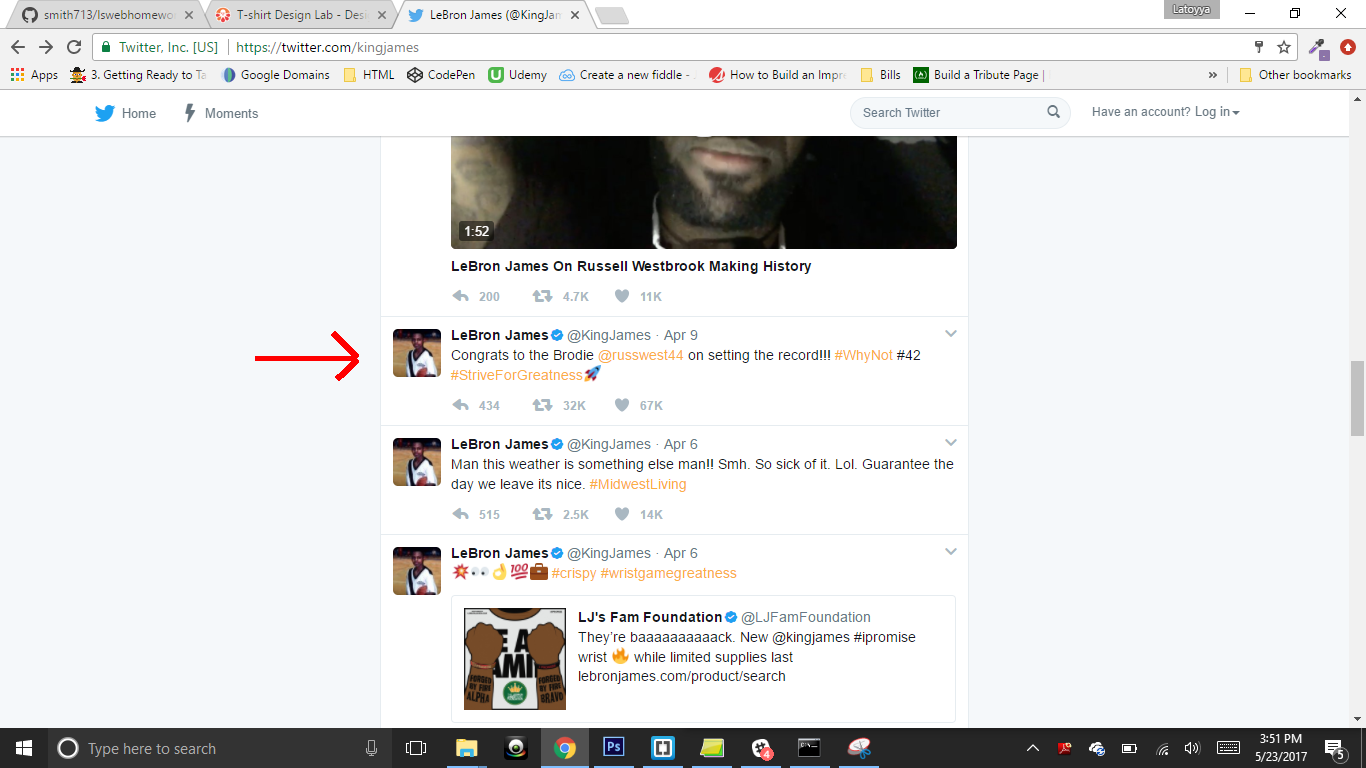 smith713/lswebhomewo
T-shirt Design Lab - Desi
LeBron James (@KingJam
Latoyya
Twitter, Inc. [US]
https://twitter.com/kingjames
Apps
3. Getting Ready to Ta
Google Domains
HTML
CodePen
Udemy
Create a new fiddle -
How to Build an Impre
Bills
Build a Tribute Page |
»
Other bookmarks
Home
Moments
Search Twitter
Have an account? Log in
1:52
LeBron James On Russell Westbrook Making History
200 4.7K 11K
LeBron James @KingJames · Apr 9
Congrats to the Brodie @russwest44 on setting the record!!! #WhyNot #42
#StriveForGreatness🚀
434 32K 67K
LeBron James @KingJames · Apr 6
Man this weather is something else man!! Smh. So sick of it. Lol. Guarantee the
day we leave its nice. #MidwestLiving
515 2.5K 14K
LeBron James @KingJames · Apr 6
💥👀👌💯💼 #crispy #wristgamegreatness
LJ's Fam Foundation @LJFamFoundation
They're baaaaaaaaaack. New @kingjames #ipromise
wrist 🔥 while limited supplies last
lebronjames.com/product/search
FORGED BY FIRE ALPHA
FORGED BY FIRE BRAVO
Type here to search
Ps
4
3:51 PM
5/23/2017
5